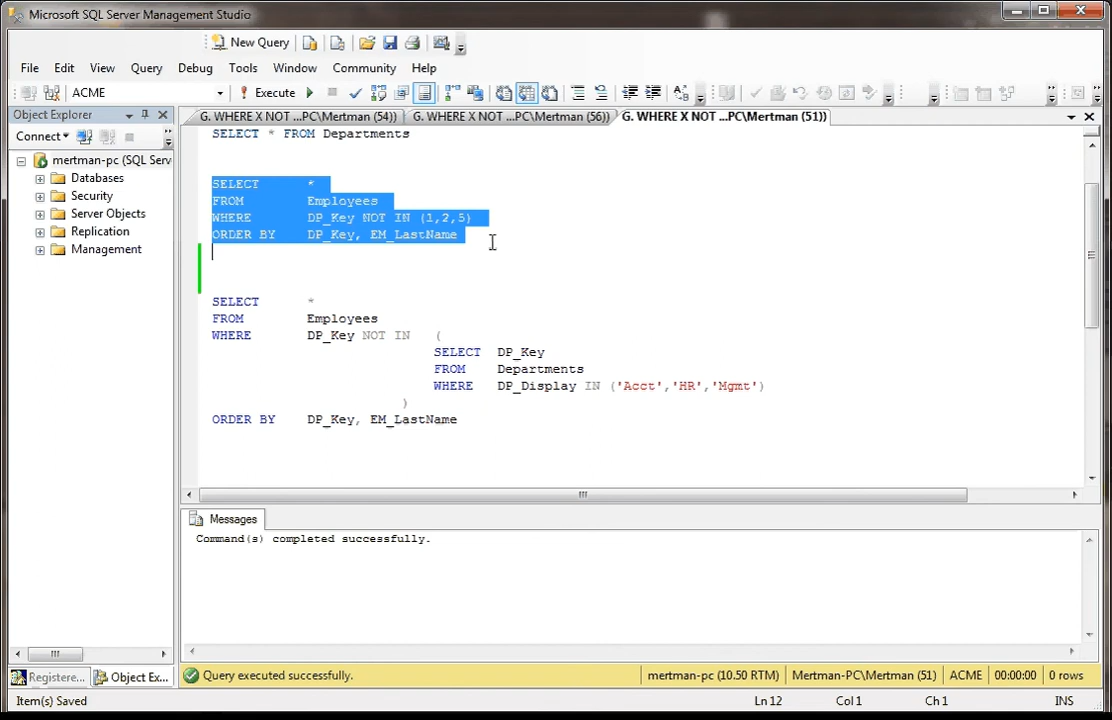 Microsoft SQL Server Management Studio
New Query
File Edit View Query Debug Tools Window Community Help
ACME Execute
Object Explorer
G. WHERE X NOT ...PC\Mertman (54)) G. WHERE X NOT ...PC\Mertman (56)) G. WHERE X NOT ...PC\Mertman (51))
Connect
mertman-pc (SQL Serv
Databases
Security
Server Objects
Replication
Management
SELECT * FROM Departments
SELECT *
FROM Employees
WHERE DP_Key NOT IN (1,2,5)
ORDER BY DP_Key, EM_LastName
SELECT *
FROM Employees
WHERE DP_Key NOT IN (
SELECT DP_Key
FROM Departments
WHERE DP_Display IN ('Acct','HR','Mgmt')
)
ORDER BY DP_Key, EM_LastName
Messages
Command(s) completed successfully.
Registere... Object Ex...
Query executed successfully. mertman-pc (10.50 RTM) Mertman-PC\Mertman (51) ACME 00:00:00 0 rows
Item(s) Saved Ln 12 Col 1 Ch 1 INS